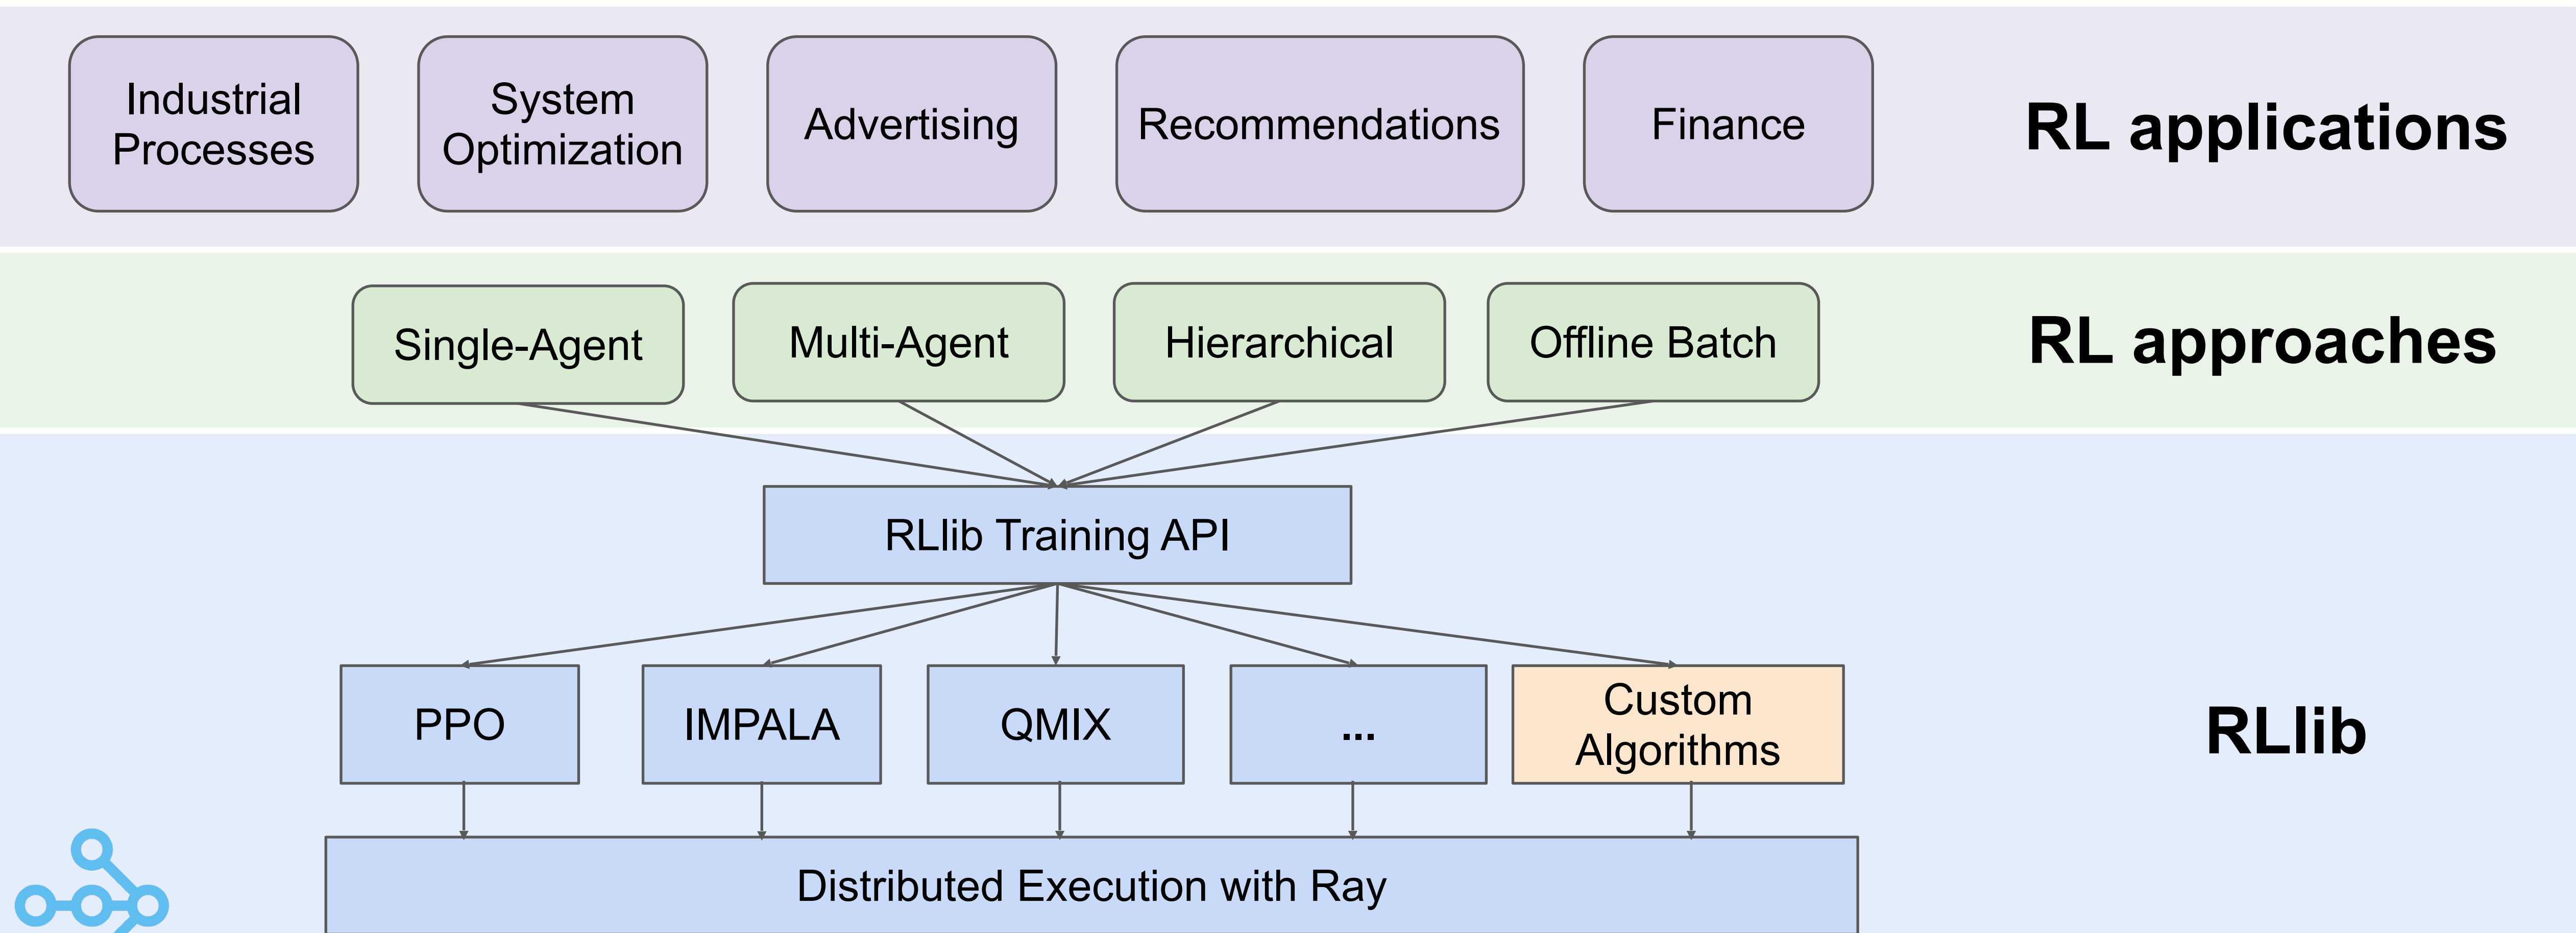 Industrial
Processes
System
Optimization
Advertising
Recommendations
Finance
RL applications
Single-Agent
Multi-Agent
Hierarchical
Offline Batch
RL approaches
RLlib Training API
PPO
IMPALA
QMIX
...
Custom
Algorithms
RLlib
Distributed Execution with Ray